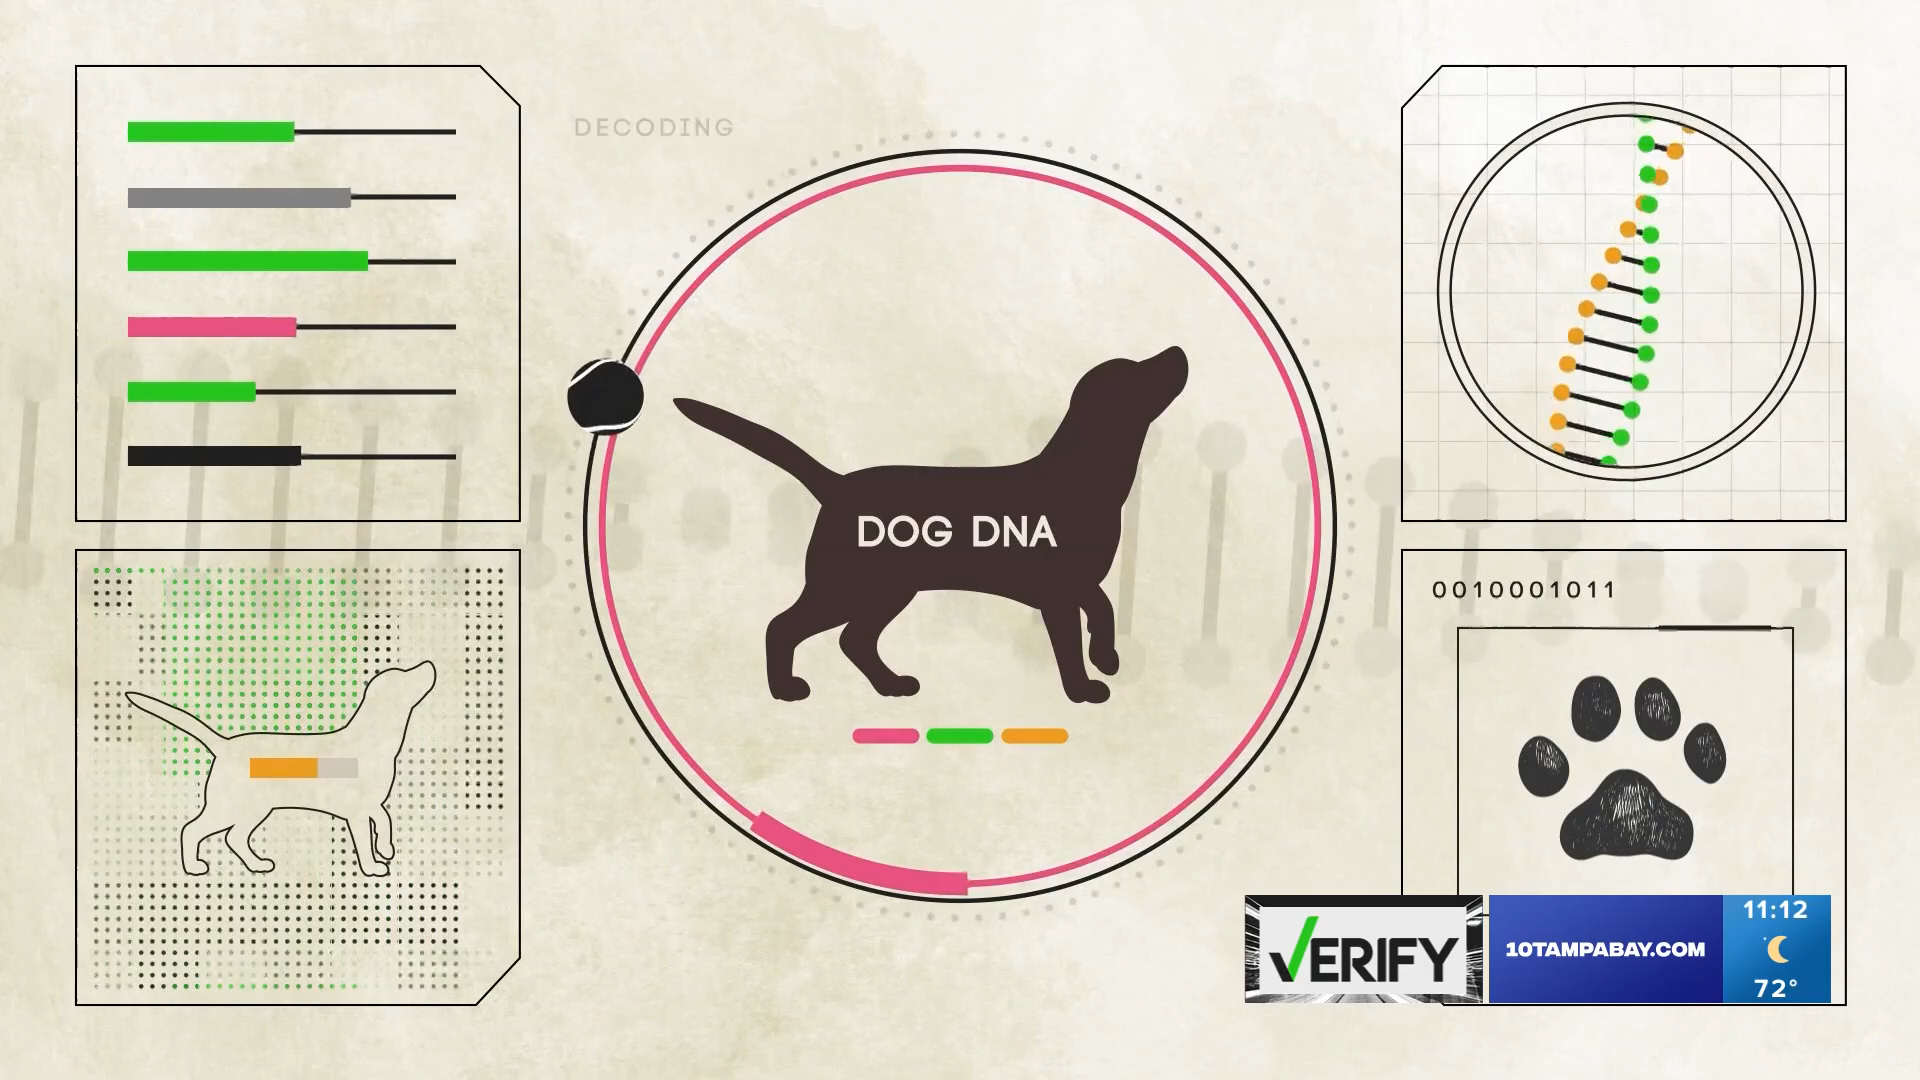 DECODING
DOG DNA
0010001011
VERIFY
10TAMPABAY.COM
11:12
72°